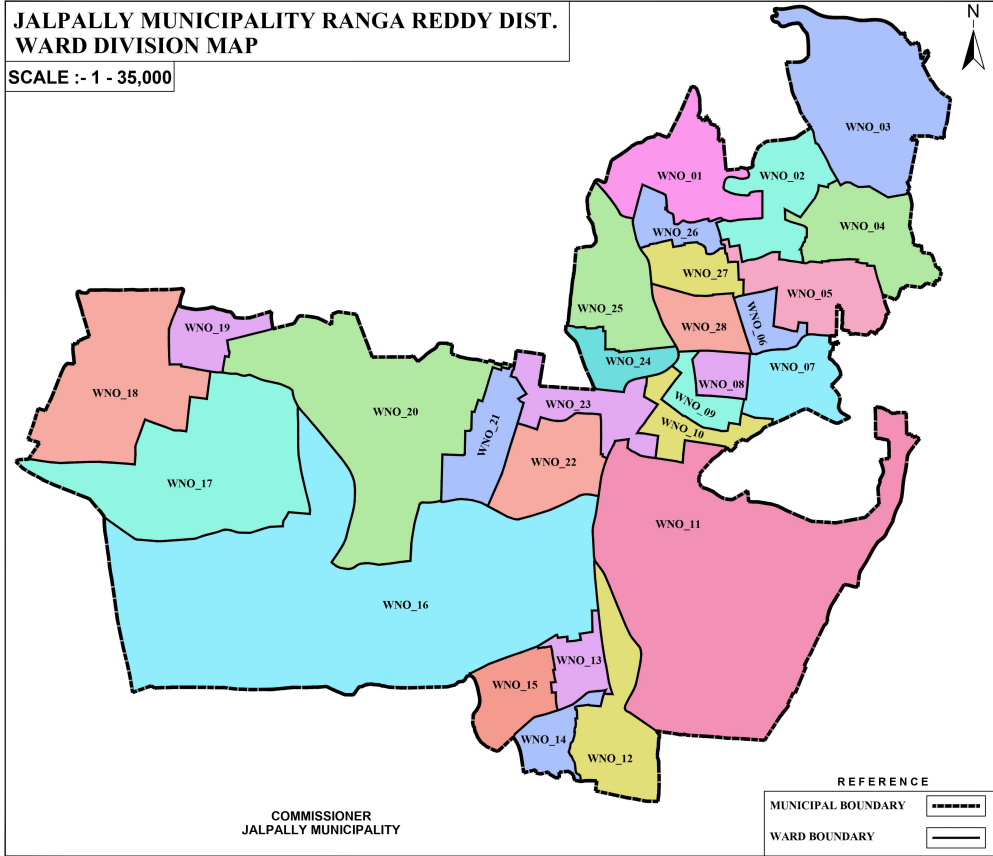 JALPALLY MUNICIPALITY RANGA REDDY DIST.
WARD DIVISION MAP
SCALE :- 1 - 35,000
N
WNO_03
WNO_01
WNO_02
WNO_04
WNO_26
WNO_27
WNO_05
WNO_25
WNO_28
WNO_06
WNO_19
WNO_24
WNO_07
WNO_08
WNO_18
WNO_20
WNO_23
WNO_09
WNO_21
WNO_10
WNO_22
WNO_17
WNO_11
WNO_16
WNO_13
WNO_15
WNO_14
WNO_12
REFERENCE
MUNICIPAL BOUNDARY
WARD BOUNDARY
COMMISSIONER
JALPALLY MUNICIPALITY